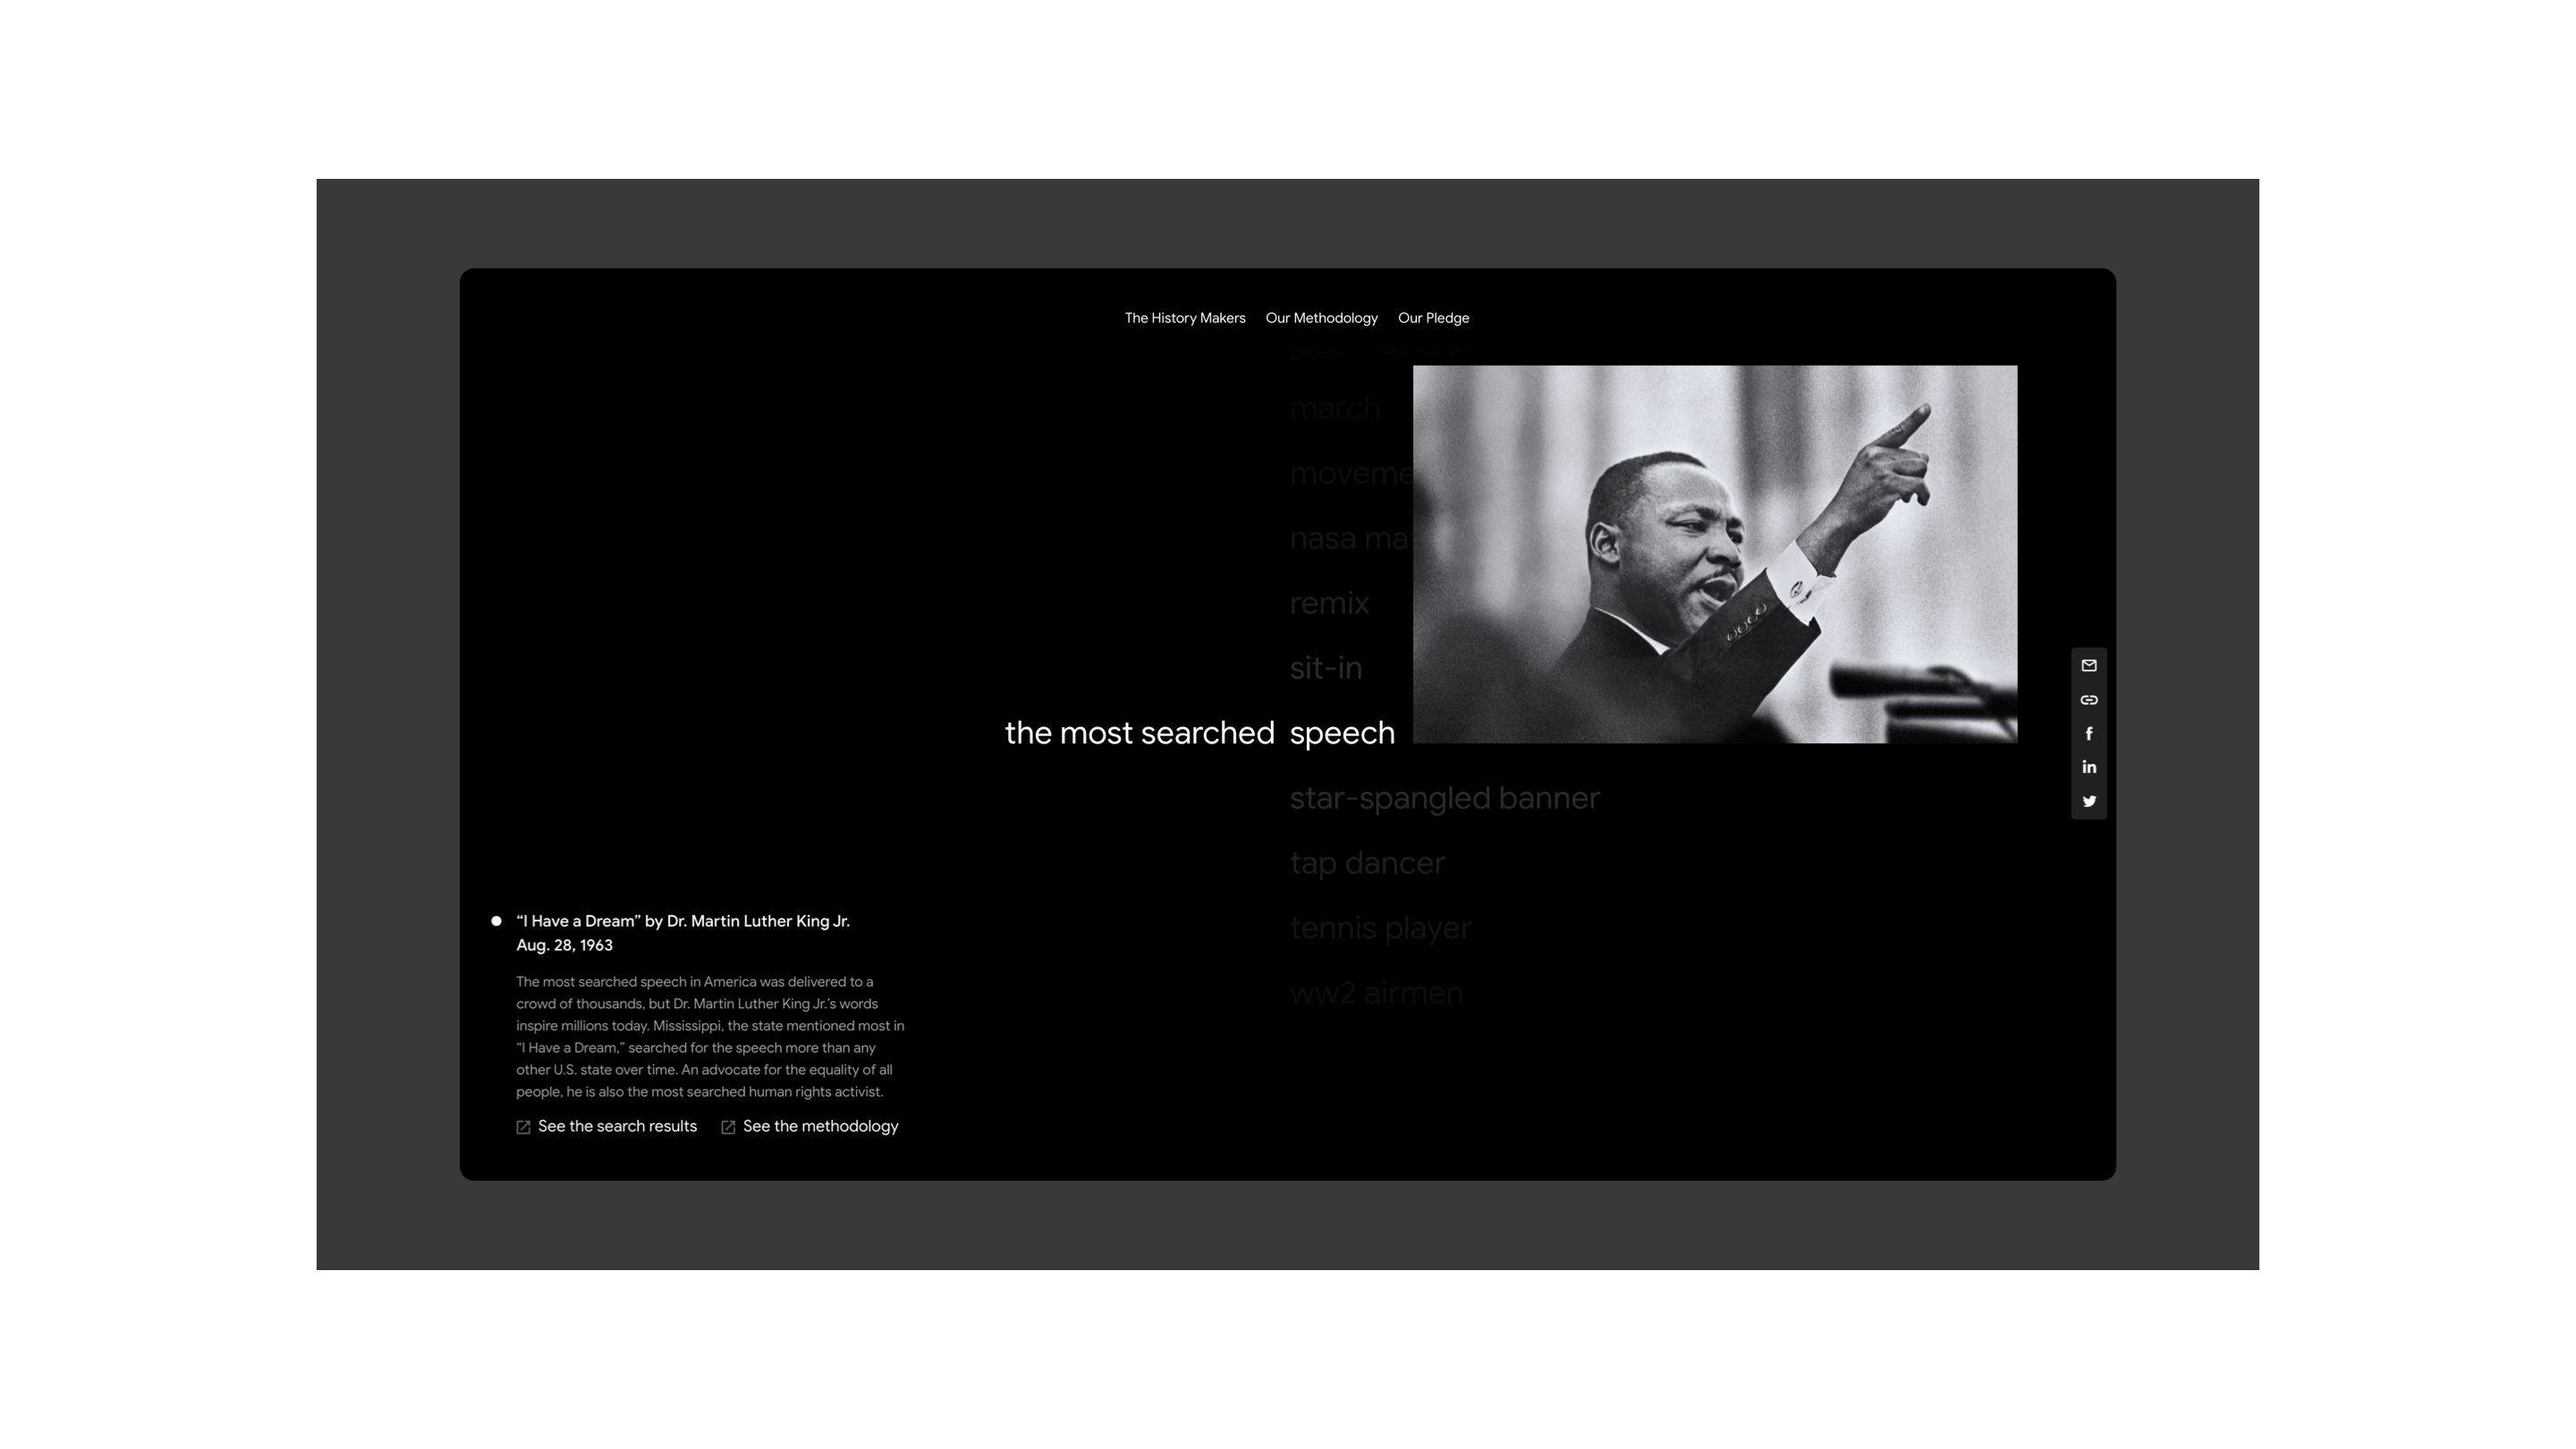 The History Makers Our Methodology Our Pledge
march
moveme
nasa ma
remix
sit-in
the most searched speech
star-spangled banner
tap dancer
tennis player
ww2 airmen
“I Have a Dream” by Dr. Martin Luther King Jr.
Aug. 28, 1963
The most searched speech in America was delivered to a
crowd of thousands, but Dr. Martin Luther King Jr.’s words
inspire millions today. Mississippi, the state mentioned most in
“I Have a Dream,” searched for the speech more than any
other U.S. state over time. An advocate for the equality of all
people, he is also the most searched human rights activist.
See the search results See the methodology